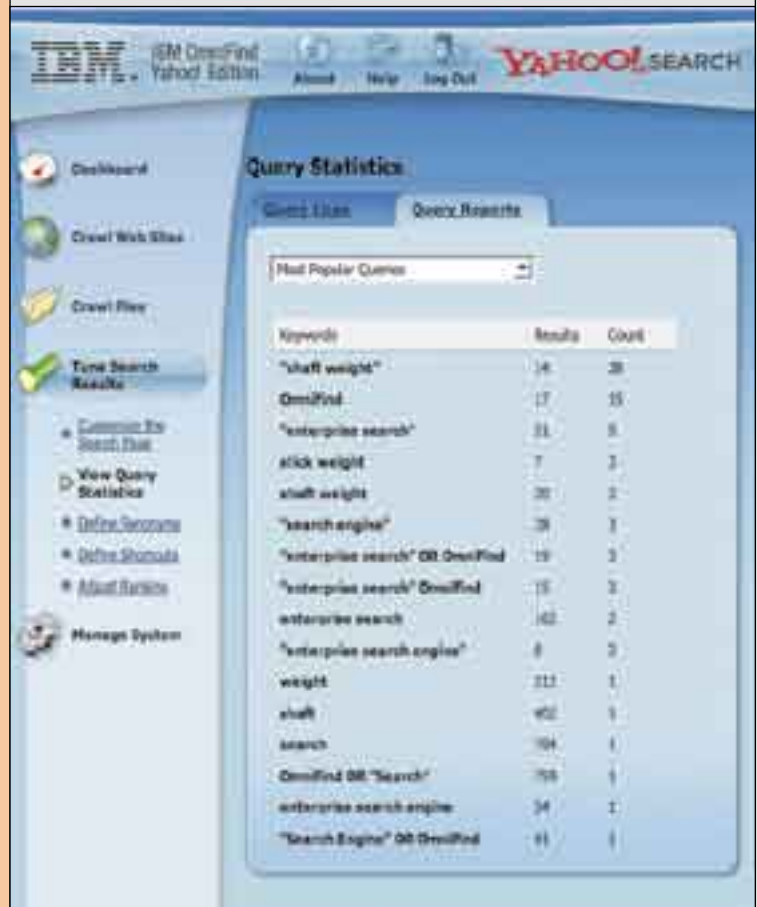 IBM. IBM OmniFind
Yahoo! Edition
About Help Log Out
YAHOO! SEARCH
Dashboard
Crawl Web Sites
Crawl Files
Tune Search
Results
Customize the
Search Page
View Query
Statistics
Define Synonyms
Define Shortcuts
Adjust Ranking
Manage System
Query Statistics
Query Reports
Most Popular Queries
Keywords Results Count
"shaft weight" 14
OmniFind 17 15
"enterprise search"
stick weight 7
shaft weight
"search engine"
"enterprise search" OR OmniFind 19
"enterprise search" OmniFind 15
enterprise search
"enterprise search engine"
weight 1
shaft 1
search 1
OmniFind OR "Search" 1
enterprise search engine
"Search Engine" OR OmniFind 1